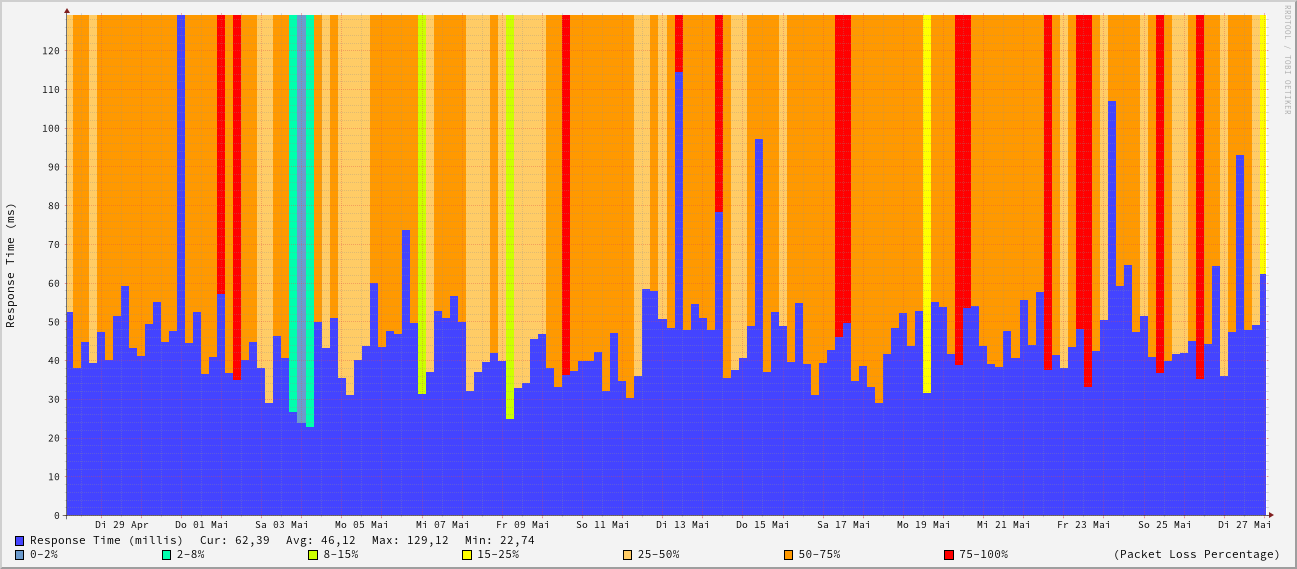 RRDTOOL / TOBI OETIKER
Response Time (ms)
120
110
100
90
80
70
60
50
40
30
20
10
0
Di 29 Apr Do 01 Mai Sa 03 Mai Mo 05 Mai Mi 07 Mai Fr 09 Mai So 11 Mai Di 13 Mai Do 15 Mai Sa 17 Mai Mo 19 Mai Mi 21 Mai Fr 23 Mai So 25 Mai Di 27 Mai
Response Time (millis) Cur: 62,39 Avg: 46,12 Max: 129,12 Min: 22,74
0-2% 2-8% 8-15% 15-25% 25-50% 50-75% 75-100% (Packet Loss Percentage)